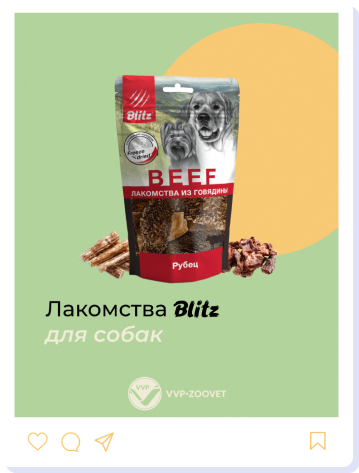 Blitz
Freeze
dried
BEEF
ЛАКОМСТВА ИЗ ГОВЯДИНЫ
Рубец
Лакомства Blitz
для собак
VVP
VVP-ZOOVET